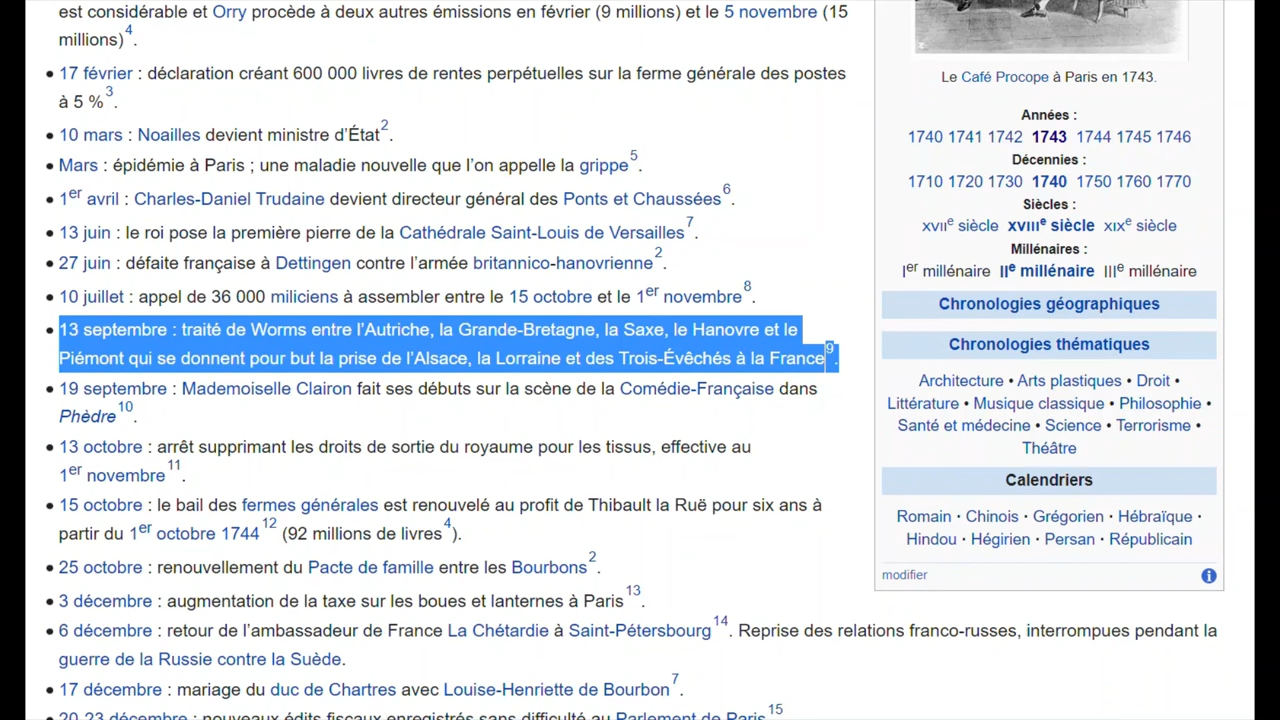 est considérable et Orry procède à deux autres émissions en février (9 millions) et le 5 novembre (15
millions)4.
• 17 février : déclaration créant 600 000 livres de rentes perpétuelles sur la ferme générale des postes
à 5 %3.
• 10 mars : Noailles devient ministre d’État2.
• Mars : épidémie à Paris ; une maladie nouvelle que l’on appelle la grippe5.
• 1er avril : Charles-Daniel Trudaine devient directeur général des Ponts et Chaussées6.
• 13 juin : le roi pose la première pierre de la Cathédrale Saint-Louis de Versailles7.
• 27 juin : défaite française à Dettingen contre l’armée britannico-hanovrienne2.
• 10 juillet : appel de 36 000 miliciens à assembler entre le 15 octobre et le 1er novembre8.
• 13 septembre : traité de Worms entre l’Autriche, la Grande-Bretagne, la Saxe, le Hanovre et le
Piémont qui se donnent pour but la prise de l’Alsace, la Lorraine et des Trois-Évêchés à la France9.
• 19 septembre : Mademoiselle Clairon fait ses débuts sur la scène de la Comédie-Française dans
Phèdre10.
• 13 octobre : arrêt supprimant les droits de sortie du royaume pour les tissus, effective au
1er novembre11.
• 15 octobre : le bail des fermes générales est renouvelé au profit de Thibault la Ruë pour six ans à
partir du 1er octobre 174412 (92 millions de livres4).
• 25 octobre : renouvellement du Pacte de famille entre les Bourbons2.
• 3 décembre : augmentation de la taxe sur les boues et lanternes à Paris13.
• 6 décembre : retour de l’ambassadeur de France La Chétardie à Saint-Pétersbourg14. Reprise des relations franco-russes, interrompues pendant la
guerre de la Russie contre la Suède.
• 17 décembre : mariage du duc de Chartres avec Louise-Henriette de Bourbon7.
• 20-23 décembre : nouveaux édits fiscaux enregistrés sans difficulté au Parlement de Paris15
Le Café Procope à Paris en 1743.
Années :
1740 1741 1742 1743 1744 1745 1746
Décennies :
1710 1720 1730 1740 1750 1760 1770
Siècles :
XVIIe siècle XVIIIe siècle XIXe siècle
Millénaires :
Ier millénaire IIe millénaire IIIe millénaire
Chronologies géographiques
Chronologies thématiques
Architecture • Arts plastiques • Droit •
Littérature • Musique classique • Philosophie •
Santé et médecine • Science • Terrorisme •
Théâtre
Calendriers
Romain · Chinois · Grégorien · Hébraïque ·
Hindou · Hégirien · Persan · Républicain
modifier